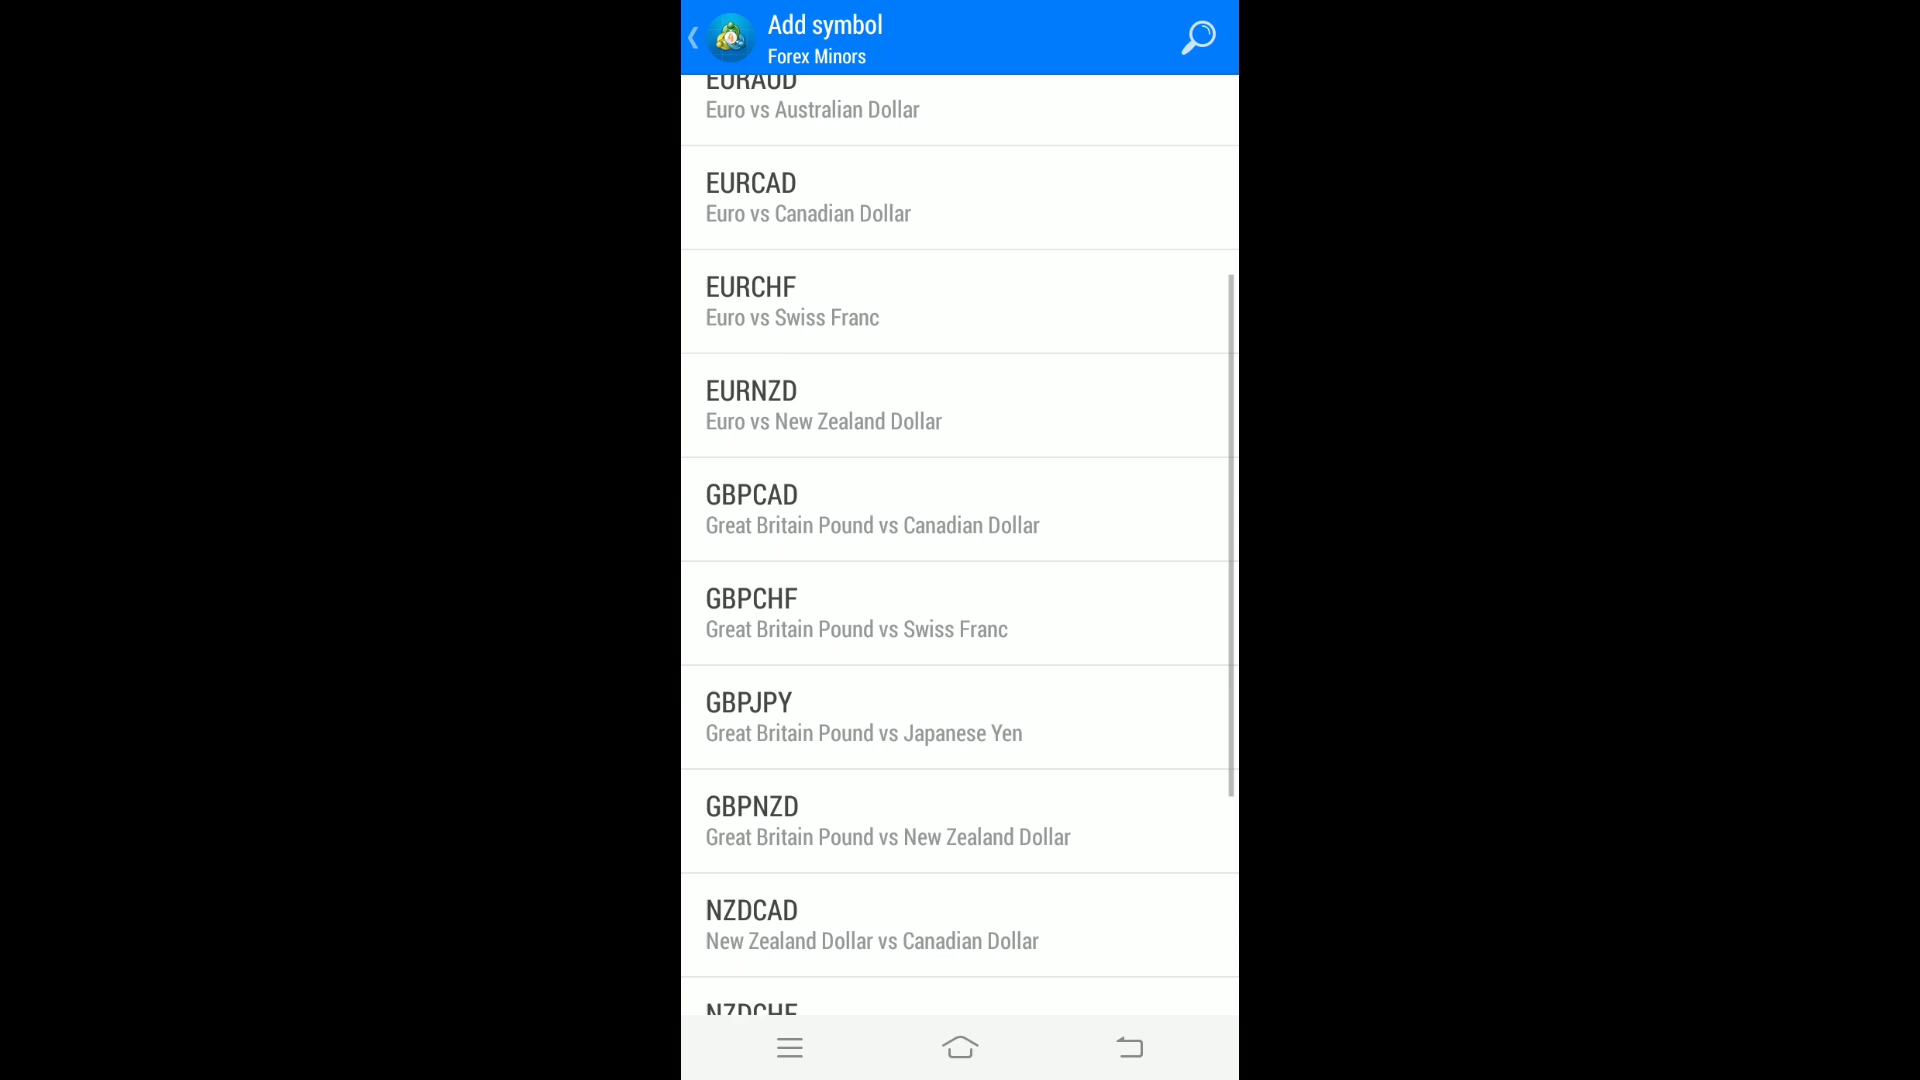 Add symbol
Forex Minors
EURAUD
Euro vs Australian Dollar
EURCAD
Euro vs Canadian Dollar
EURCHF
Euro vs Swiss Franc
EURNZD
Euro vs New Zealand Dollar
GBPCAD
Great Britain Pound vs Canadian Dollar
GBPCHF
Great Britain Pound vs Swiss Franc
GBPJPY
Great Britain Pound vs Japanese Yen
GBPNZD
Great Britain Pound vs New Zealand Dollar
NZDCAD
New Zealand Dollar vs Canadian Dollar
NZDCHF